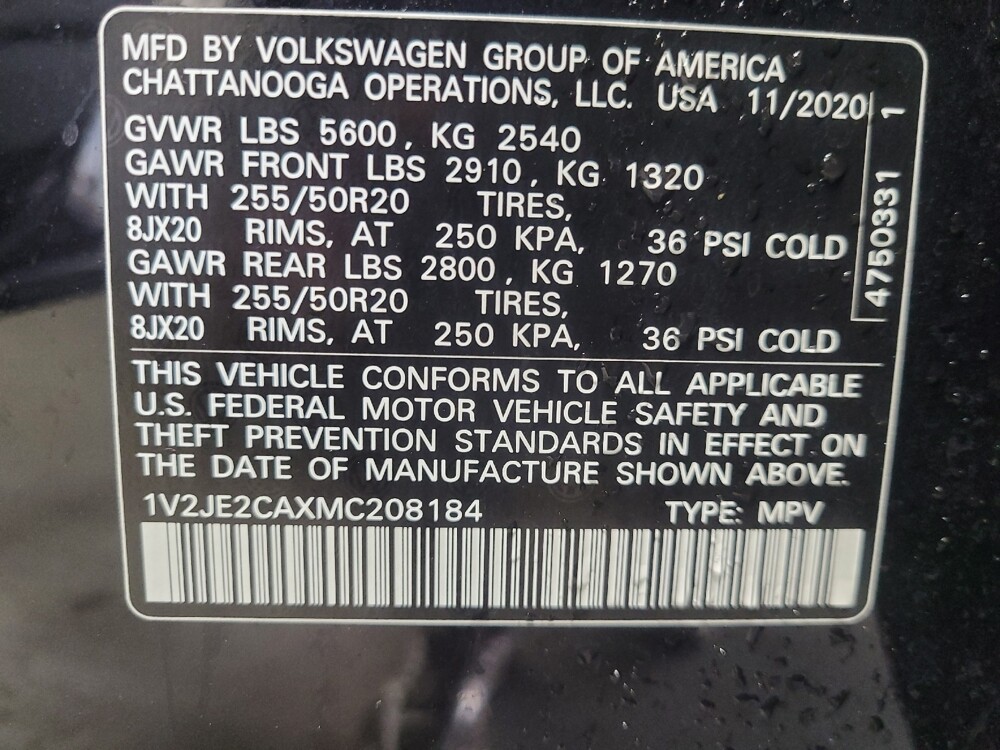 MFD BY VOLKSWAGEN GROUP OF AMERICA
CHATTANOOGA OPERATIONS, LLC. USA 11/2020
GVWR LBS 5600, KG 2540
GAWR FRONT LBS 2910, KG 1320
WITH 255/50R20 TIRES,
8JX20 RIMS, AT 250 KPA, 36 PSI COLD
GAWR REAR LBS 2800, KG 1270
WITH 255/50R20 TIRES,
8JX20 RIMS, AT 250 KPA, 36 PSI COLD
4750331 1
THIS VEHICLE CONFORMS TO ALL APPLICABLE
U.S. FEDERAL MOTOR VEHICLE SAFETY AND
THEFT PREVENTION STANDARDS IN EFFECT ON
THE DATE OF MANUFACTURE SHOWN ABOVE.
1V2JE2CAXMC208184 TYPE: MPV